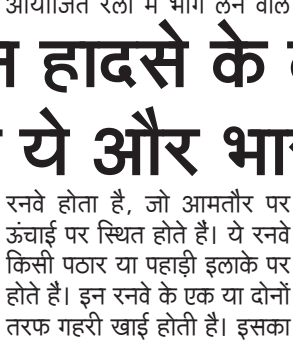 आयोजित रैली में भाग लेने वाले
हादसे के
ये और
रनवे होता है, जो आमतौर पर
ऊंचाई पर स्थित होते हैं। ये रनवे
किसी पठार या पहाड़ी इलाके पर
होते हैं। इन रनवे के एक या दोनों
तरफ गहरी खाई होती है। इसका